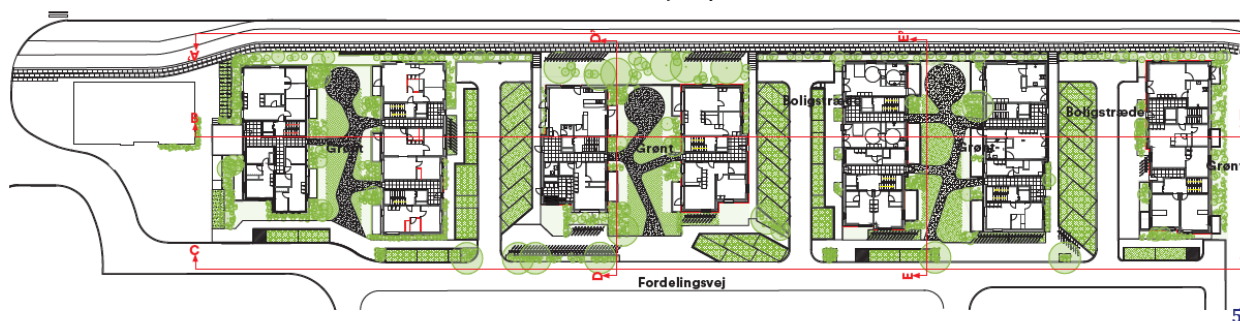 D' E'
A
B
Boligstræde
Boligstræde
Grønt
Grønt
Grønt
Grønt
C
D
E
Fordelingsvej
5